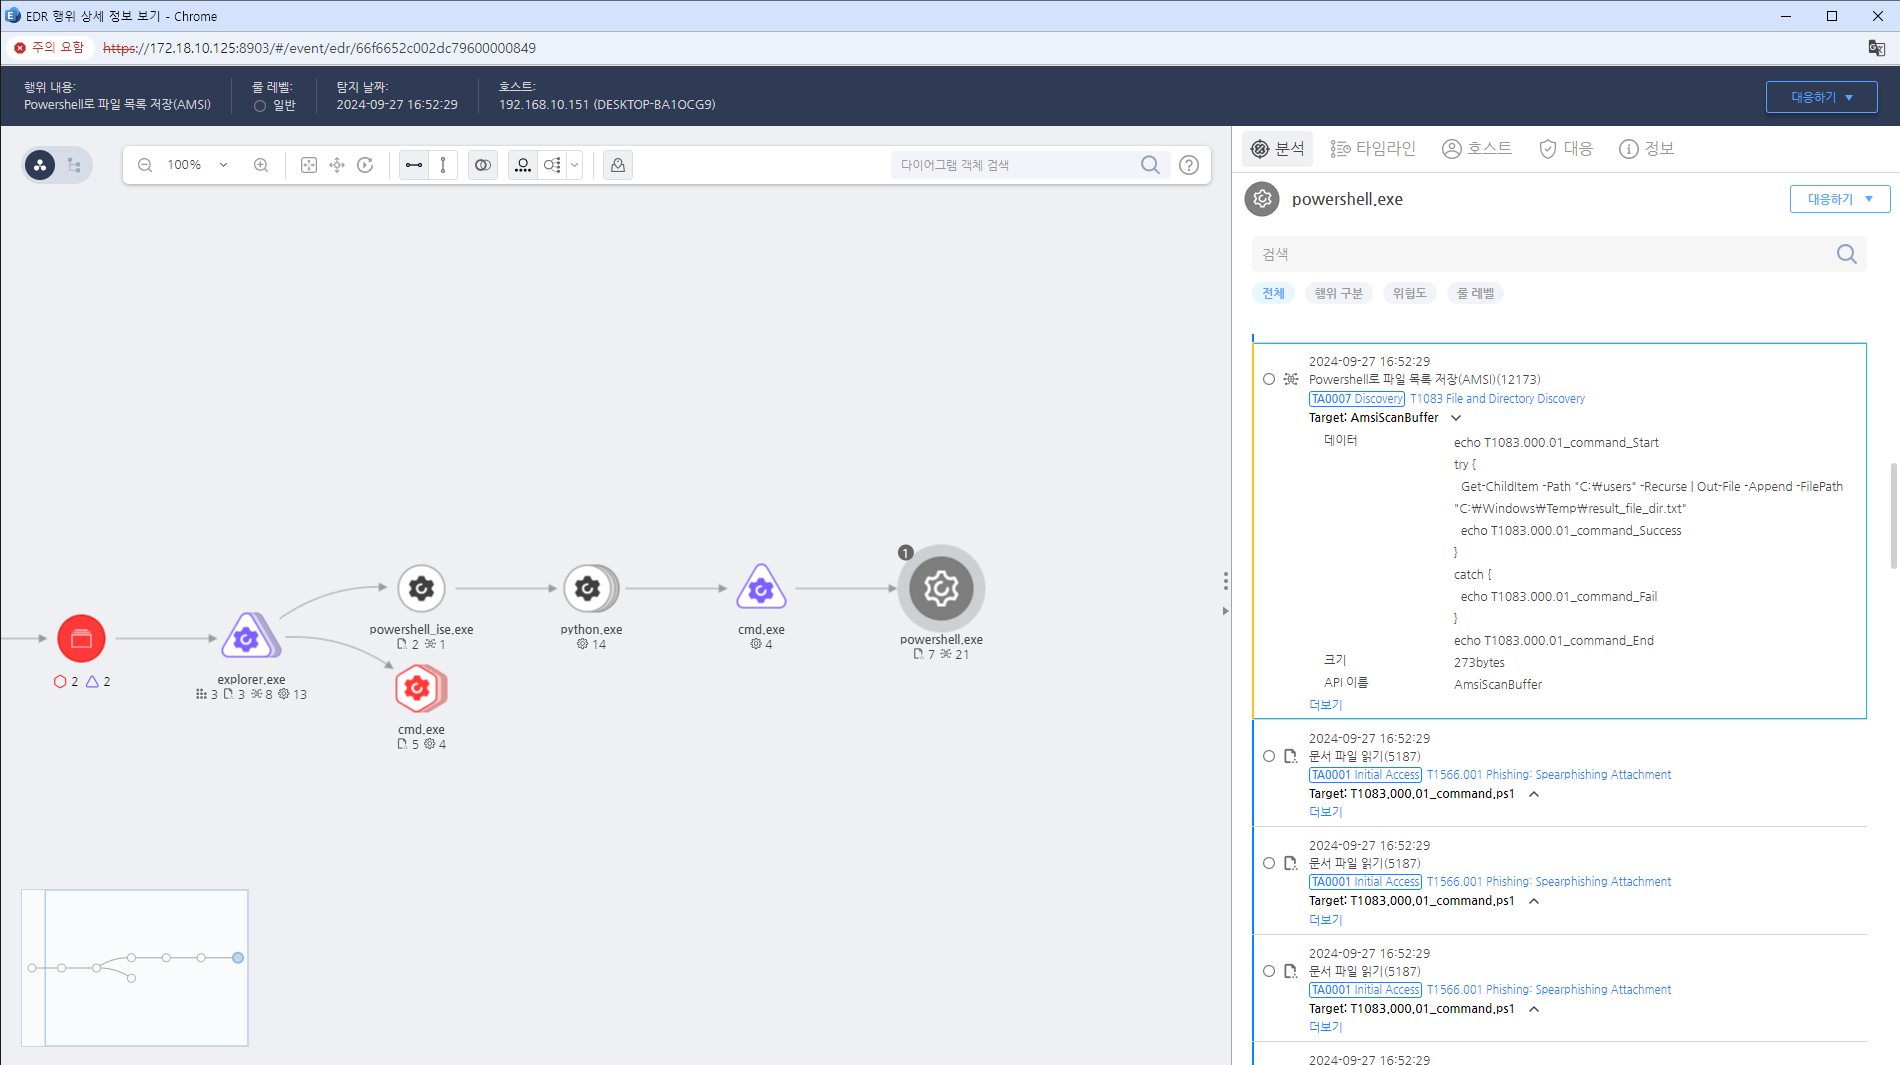 EDR 행위 상세 정보 보기 - Chrome
주의 요함 https://172.18.10.125:8903/#/event/edr/66f6652c002dc79600000849
행위 내용:
Powershell로 파일 목록 저장(AMSI)
룰 레벨:
일반
탐지 날짜:
2024-09-27 16:52:29
호스트:
192.168.10.151 (DESKTOP-BA1OCG9)
대응하기
100%
다이어그램 객체 검색
2 2
explorer.exe
3 3 8 13
powershell_ise.exe
2 1
cmd.exe
5 4
python.exe
14
cmd.exe
4
1
powershell.exe
7 21
분석 타임라인 호스트 대응 정보
powershell.exe
대응하기
검색
전체 행위 구분 위험도 룰 레벨
2024-09-27 16:52:29
Powershell로 파일 목록 저장(AMSI)(12173)
TA0007 Discovery T1083 File and Directory Discovery
Target: AmsiScanBuffer
데이터
echo T1083.000.01_command_Start
try {
Get-ChildItem -Path "C:₩users" -Recurse | Out-File -Append -FilePath
"C:₩Windows₩Temp₩result_file_dir.txt"
echo T1083.000.01_command_Success
}
catch {
echo T1083.000.01_command_Fail
}
echo T1083.000.01_command_End
크기 273bytes
API 이름 AmsiScanBuffer
더보기
2024-09-27 16:52:29
문서 파일 읽기(5187)
TA0001 Initial Access T1566.001 Phishing: Spearphishing Attachment
Target: T1083.000.01_command.ps1
더보기
2024-09-27 16:52:29
문서 파일 읽기(5187)
TA0001 Initial Access T1566.001 Phishing: Spearphishing Attachment
Target: T1083.000.01_command.ps1
더보기
2024-09-27 16:52:29
문서 파일 읽기(5187)
TA0001 Initial Access T1566.001 Phishing: Spearphishing Attachment
Target: T1083.000.01_command.ps1
더보기
2024-09-27 16:52:29